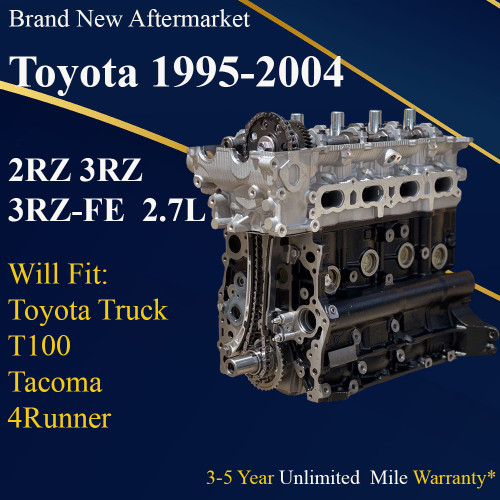 Brand New Aftermarket
Toyota 1995-2004
2RZ 3RZ
3RZ-FE 2.7L
Will Fit:
Toyota Truck
T100
Tacoma
4Runner
3-5 Year Unlimited Mile Warranty*